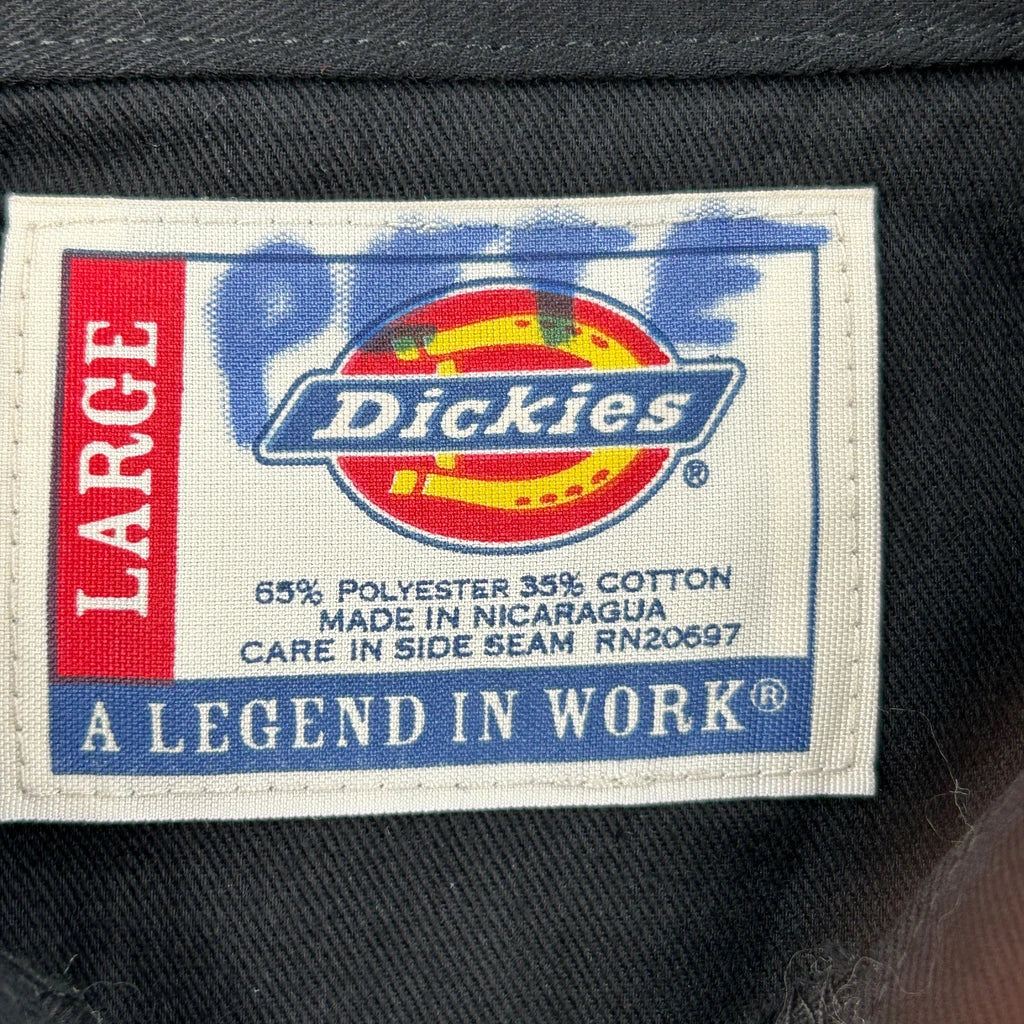 PETE
LARGE
Dickies®
65% POLYESTER 35% COTTON
MADE IN NICARAGUA
CARE IN SIDE SEAM RN20697
A LEGEND IN WORK®